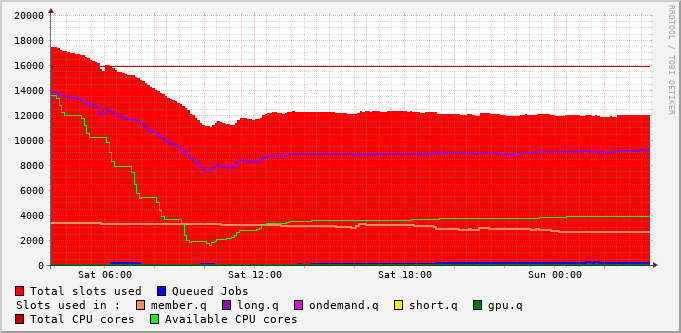 20000
18000
16000
14000
12000
10000
8000
6000
4000
2000
0
Sat 06:00 Sat 12:00 Sat 18:00 Sun 00:00
Total slots used Queued Jobs
Slots used in : member.q long.q ondemand.q short.q gpu.q
Total CPU cores Available CPU cores
RRDTOOL / TOBI OETIKER